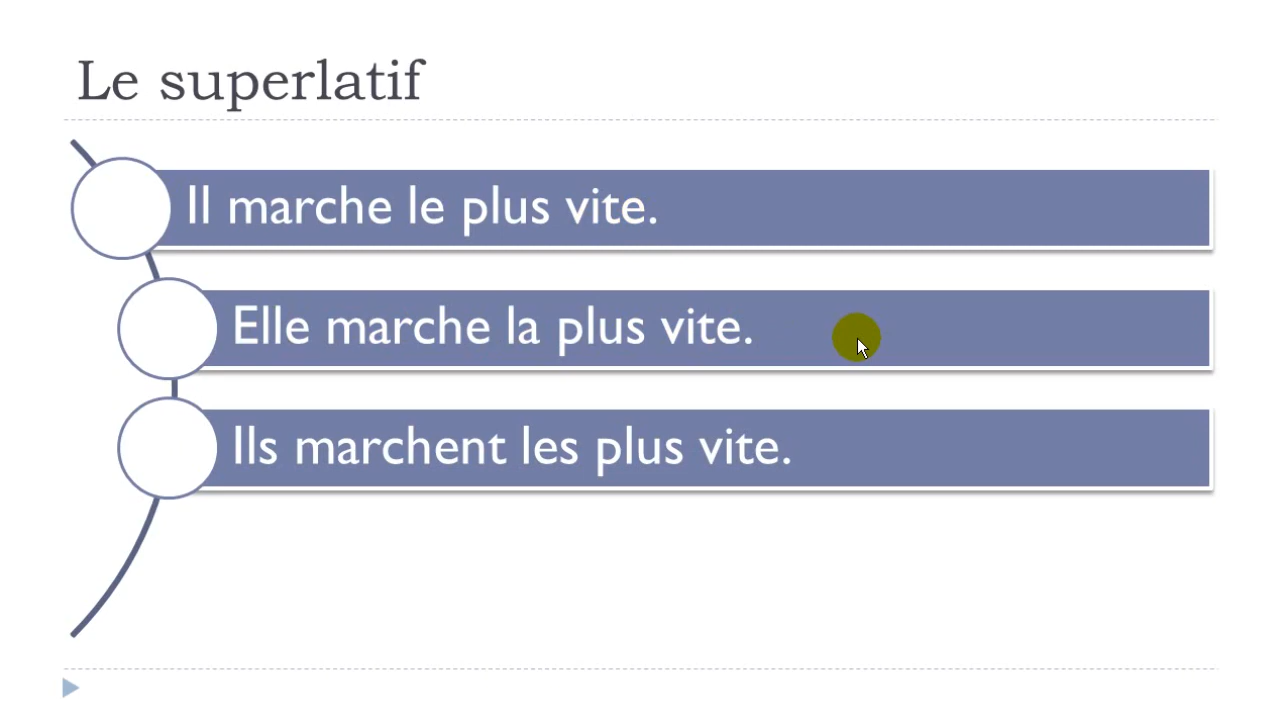 Le superlatif
Il marche le plus vite.
Elle marche la plus vite.
Ils marchent les plus vite.